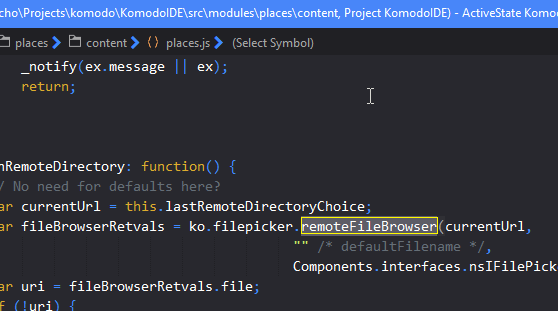 cho\Projects\komodo\KomodoIDE\src\modules\places\content, Project KomodoIDE) - ActiveState Komo
places > content > {} places.js > (Select Symbol)
_notify(ex.message || ex);
return;
nRemoteDirectory: function() {
/ No need for defaults here?
ar currentUrl = this.lastRemoteDirectoryChoice;
ar fileBrowserRetvals = ko.filepicker.remoteFileBrowser(currentUrl,
"" /* defaultFilename */,
Components.interfaces.nsIFilePick
ar uri = fileBrowserRetvals.file;
f (!uri) {